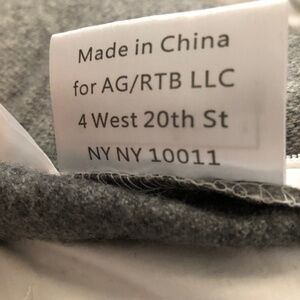 Made in China
for AG/RTB LLC
4 West 20th St
NY NY 10011